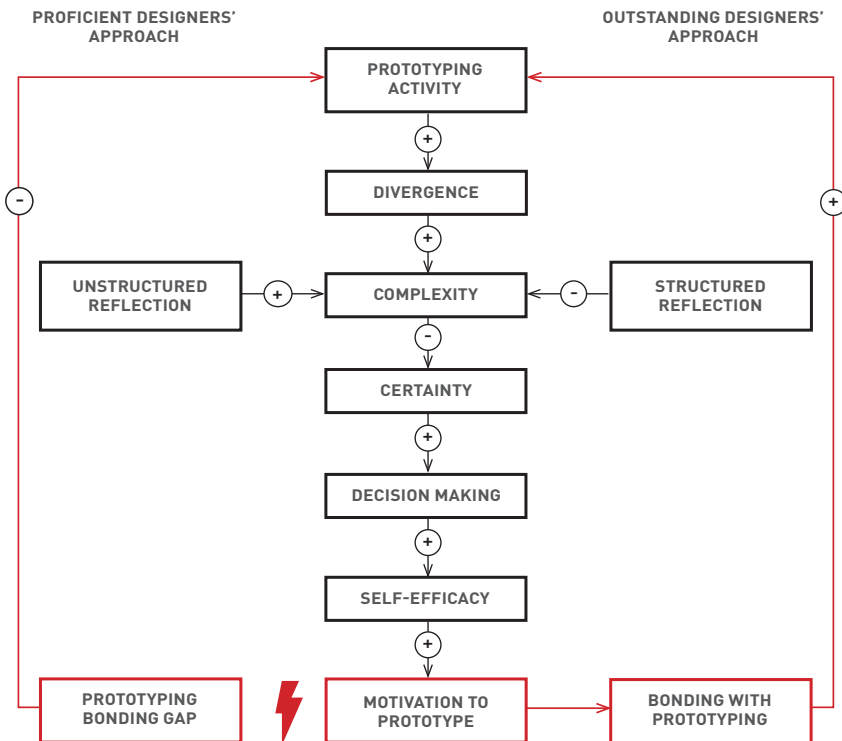 PROFICIENT DESIGNERS'
APPROACH
OUTSTANDING DESIGNERS'
APPROACH
PROTOTYPING
ACTIVITY
+
DIVERGENCE
-
+
+
UNSTRUCTURED
REFLECTION
+
COMPLEXITY
-
STRUCTURED
REFLECTION
-
CERTAINTY
+
DECISION MAKING
+
SELF-EFFICACY
+
PROTOTYPING
BONDING GAP
MOTIVATION TO
PROTOTYPE
BONDING WITH
PROTOTYPING